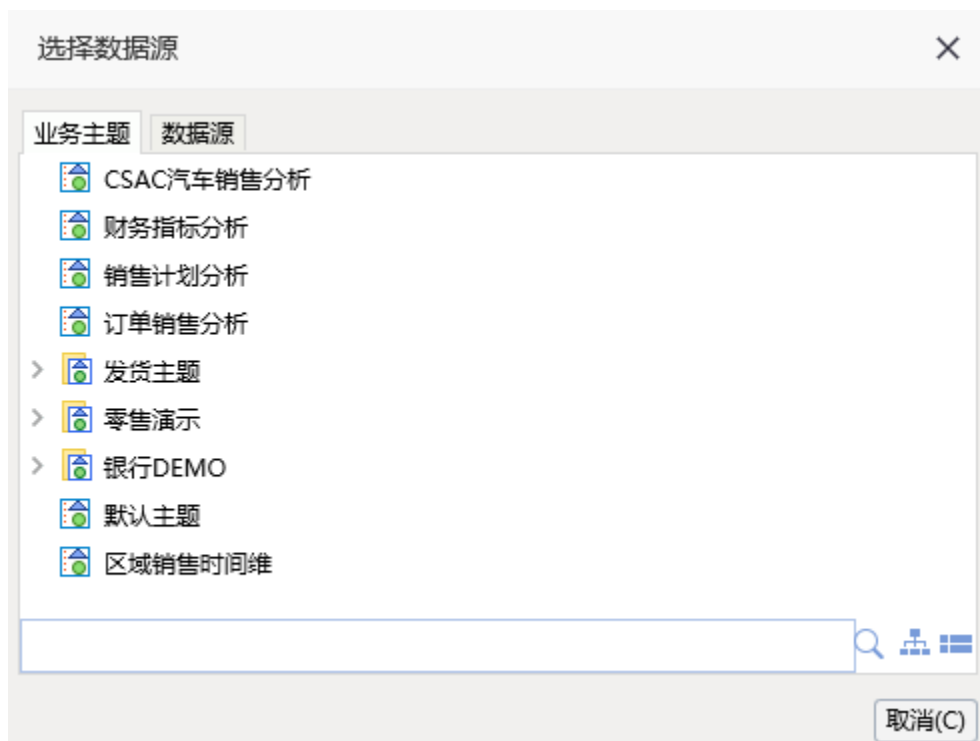 选择数据源
业务主题 数据源
CSAC汽车销售分析
财务指标分析
销售计划分析
订单销售分析
发货主题
零售演示
银行DEMO
默认主题
区域销售时间维
取消(C)